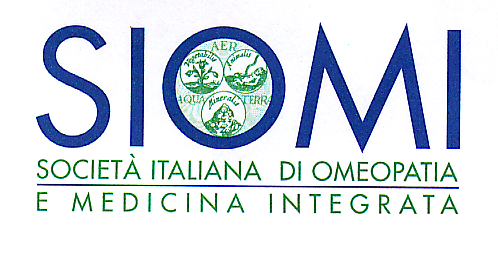 SIOMI
AER
Vegetabilis Animalis
AQUA TERRA
Mineralis
SOCIETÀ ITALIANA DI OMEOPATIA
E MEDICINA INTEGRATA